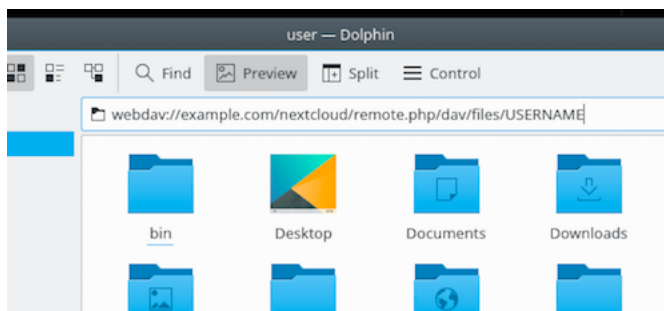 user — Dolphin
Find Preview Split Control
webdav://example.com/nextcloud/remote.php/dav/files/USERNAME
bin Desktop Documents Downloads